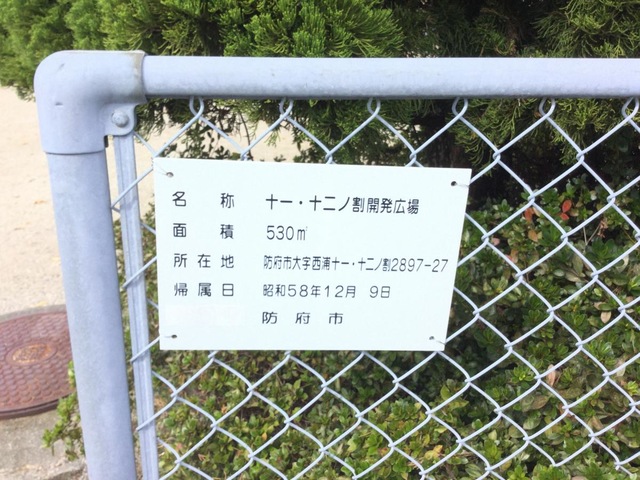 名称 十一・十二ノ割開発広場
面積 530㎡
所在地 防府市大字西浦十一・十二ノ割2897-27
帰属日 昭和58年12月 9日
防府市